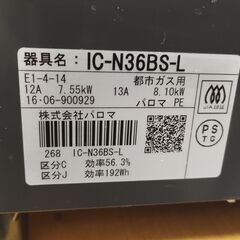 器具名: IC-N36BS-L
E1-4-14 都市ガス用
12A 7.55kW 13A 8.10kW
16・06-900929 パロマ PE
株式会社パロマ
268 IC-N36BS-L
区分C 効率56.3%
区分J 効率192Wh
PS
TG